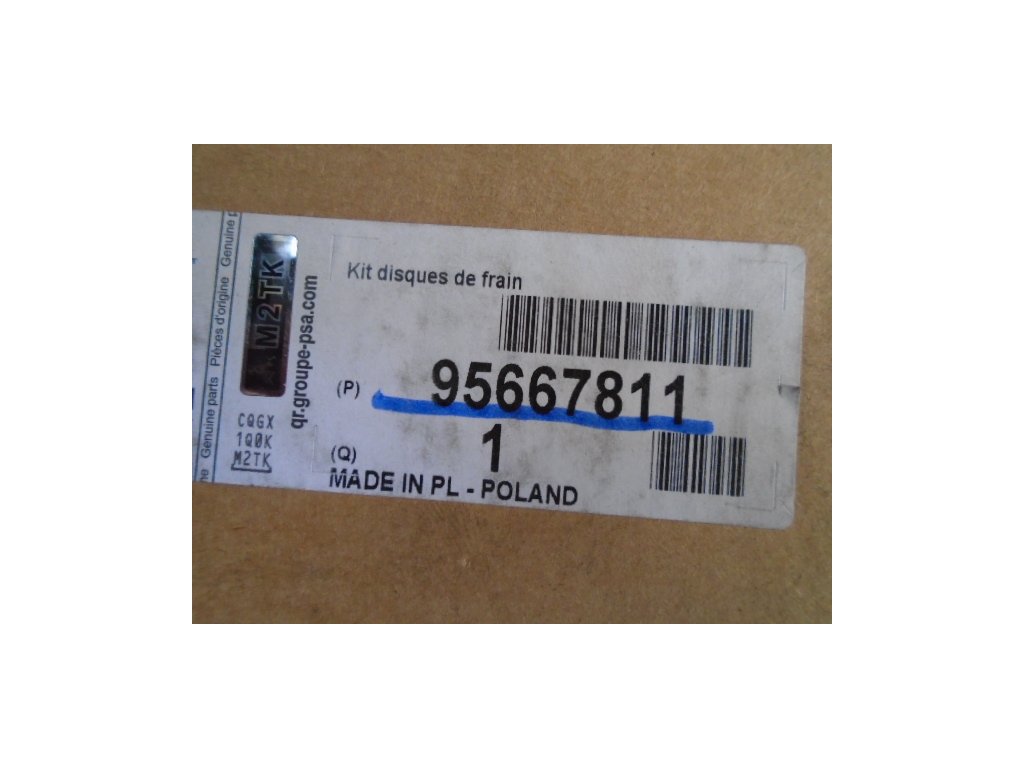 Kit disques de frain
(P) 95667811
(Q) 1
MADE IN PL - POLAND
qr.groupe-psa.com
M2TK
CQGX
1Q0K
M2TK
Genuine parts Pièces d'origine Genuine p